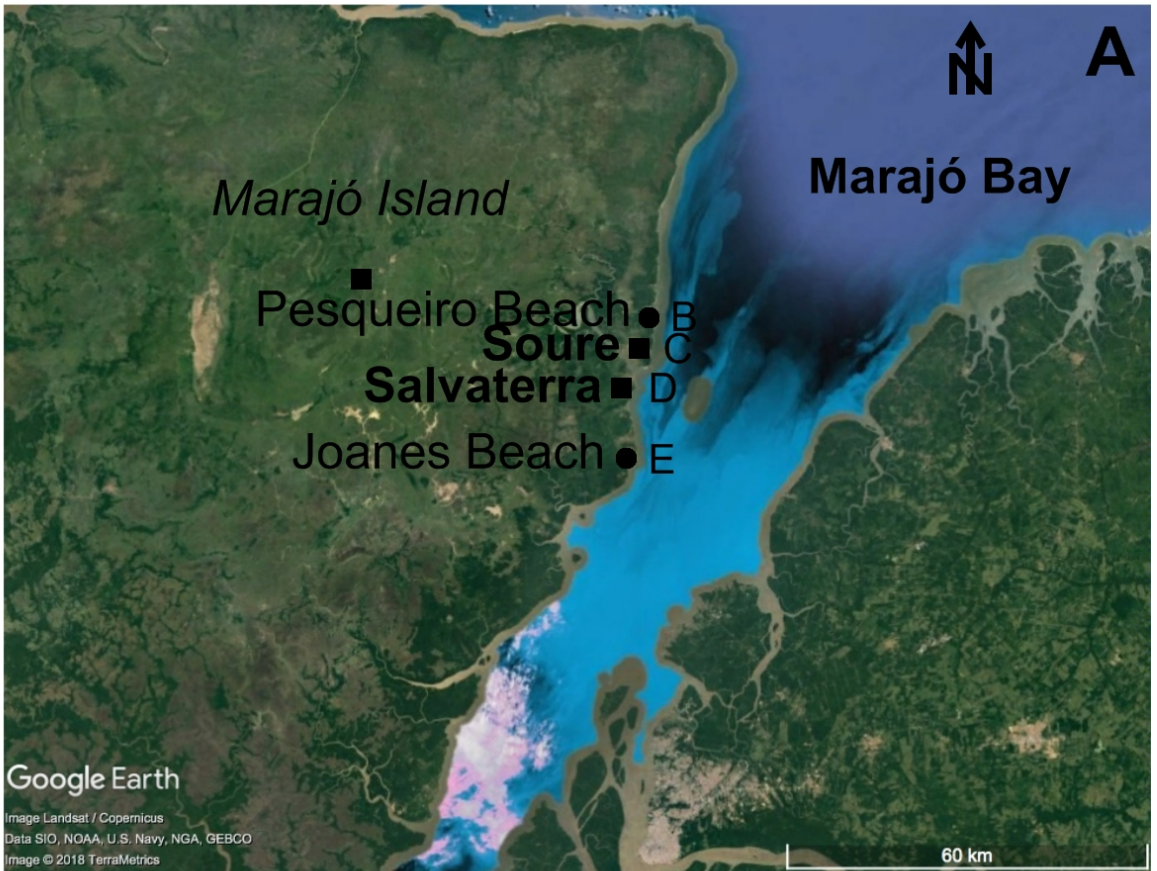 A
N
Marajó Bay
Marajó Island
Pesqueiro Beach B
Soure C
Salvaterra D
Joanes Beach E
Google Earth
Image Landsat / Copernicus
Data SIO, NOAA, U.S. Navy, NGA, GEBCO
Image © 2018 TerraMetrics
60 km